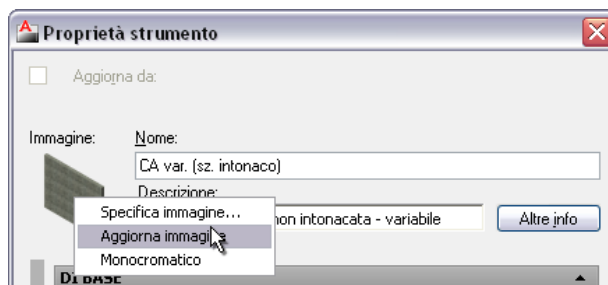 Proprietà strumento
Aggiorna da:
Immagine:
Nome:
CA var. (sz. intonaco)
Descrizione:
non intonacata - variabile
Altre info
Specifica immagine...
Aggiorna immagine
Monocromatico
DI BASE